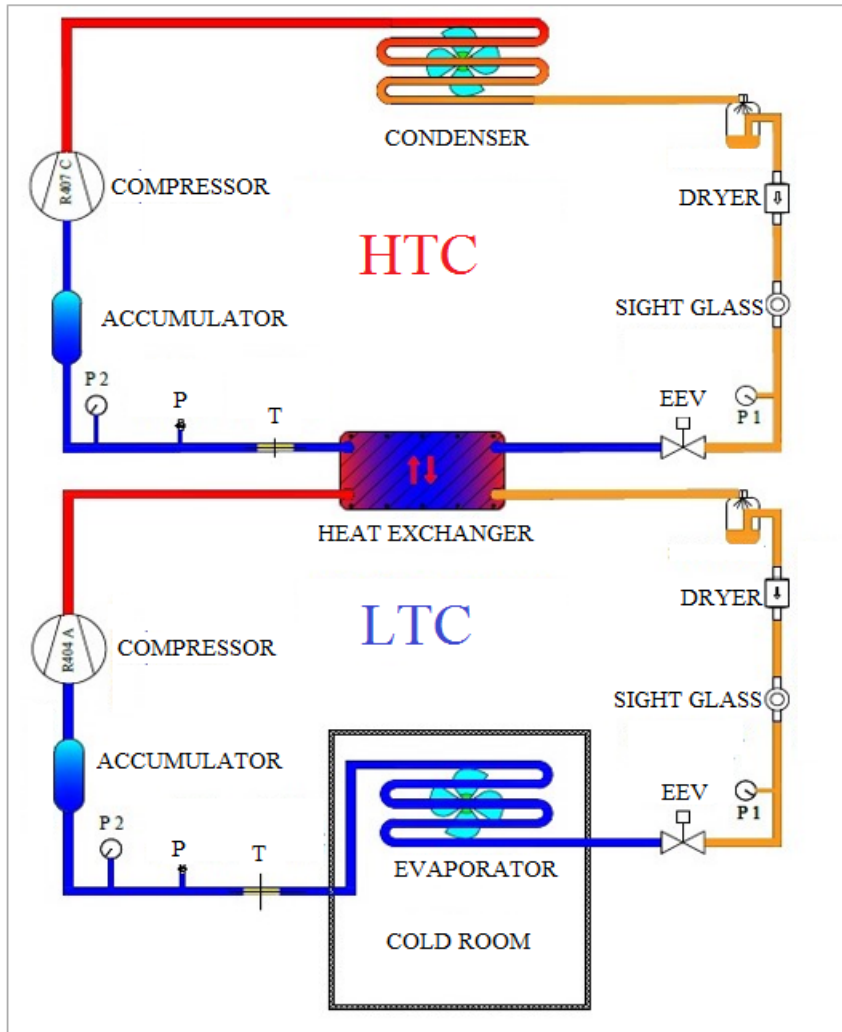 CONDENSER
R407 C
COMPRESSOR
DRYER
HTC
ACCUMULATOR
SIGHT GLASS
P 2
P
T
EEV
P 1
HEAT EXCHANGER
DRYER
LTC
R404 A
COMPRESSOR
SIGHT GLASS
ACCUMULATOR
EEV
P 1
P 2
P
T
EVAPORATOR
COLD ROOM